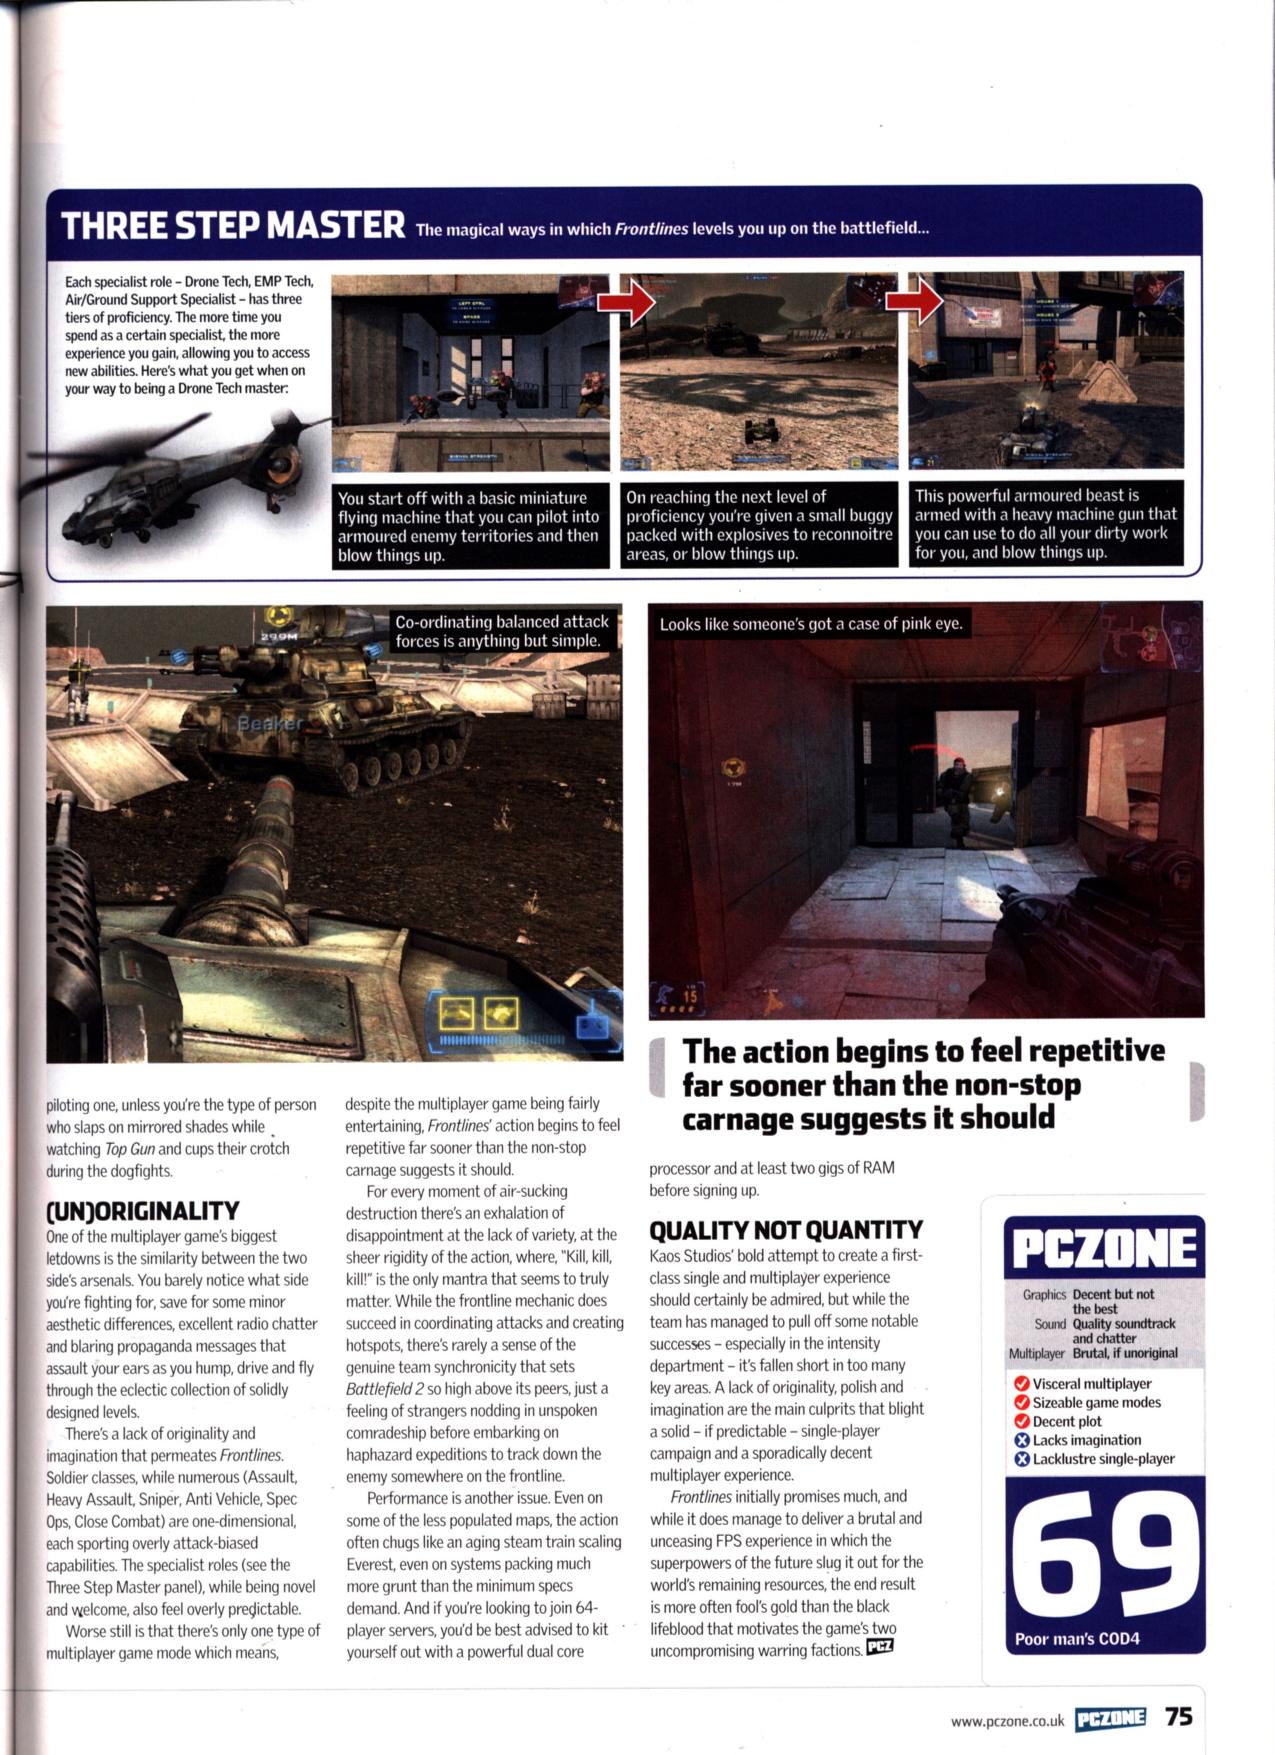 THREE STEP MASTER The magical ways in which Frontlines levels you up on the battlefield...
Each specialist role – Drone Tech, EMP Tech,
Air/Ground Support Specialist – has three
tiers of proficiency. The more time you
spend as a certain specialist, the more
experience you gain, allowing you to access
new abilities. Here's what you get when on
your way to being a Drone Tech master:
LEFT CTRL
SPACE
SIGNAL STRENGTH
You start off with a basic miniature
flying machine that you can pilot into
armoured enemy territories and then
blow things up.
On reaching the next level of
proficiency you're given a small buggy
packed with explosives to reconnoitre
areas, or blow things up.
MOUSE 1
MOUSE 2
SIGNAL STRENGTH
21
This powerful armoured beast is
armed with a heavy machine gun that
you can use to do all your dirty work
for you, and blow things up.
Co-ordinating balanced attack
forces is anything but simple.
29.9M
Beaker
Looks like someone's got a case of pink eye.
17M
15
The action begins to feel repetitive
far sooner than the non-stop
carnage suggests it should
piloting one, unless you're the type of person
who slaps on mirrored shades while
watching Top Gun and cups their crotch
during the dogfights.
(UN)ORIGINALITY
One of the multiplayer game's biggest
letdowns is the similarity between the two
side's arsenals. You barely notice what side
you're fighting for, save for some minor
aesthetic differences, excellent radio chatter
and blaring propaganda messages that
assault your ears as you hump, drive and fly
through the eclectic collection of solidly
designed levels.
There's a lack of originality and
imagination that permeates Frontlines.
Soldier classes, while numerous (Assault,
Heavy Assault, Sniper, Anti Vehicle, Spec
Ops, Close Combat) are one-dimensional,
each sporting overly attack-biased
capabilities. The specialist roles (see the
Three Step Master panel), while being novel
and welcome, also feel overly predictable.
Worse still is that there's only one type of
multiplayer game mode which means,
despite the multiplayer game being fairly
entertaining, Frontlines' action begins to feel
repetitive far sooner than the non-stop
carnage suggests it should.
For every moment of air-sucking
destruction there's an exhalation of
disappointment at the lack of variety, at the
sheer rigidity of the action, where, "Kill, kill,
kill!" is the only mantra that seems to truly
matter. While the frontline mechanic does
succeed in coordinating attacks and creating
hotspots, there's rarely a sense of the
genuine team synchronicity that sets
Battlefield 2 so high above its peers, just a
feeling of strangers nodding in unspoken
comradeship before embarking on
haphazard expeditions to track down the
enemy somewhere on the frontline.
Performance is another issue. Even on
some of the less populated maps, the action
often chugs like an aging steam train scaling
Everest, even on systems packing much
more grunt than the minimum specs
demand. And if you're looking to join 64-
player servers, you'd be best advised to kit
yourself out with a powerful dual core
processor and at least two gigs of RAM
before signing up.
QUALITY NOT QUANTITY
Kaos Studios' bold attempt to create a first-
class single and multiplayer experience
should certainly be admired, but while the
team has managed to pull off some notable
successes – especially in the intensity
department – it's fallen short in too many
key areas. A lack of originality, polish and
imagination are the main culprits that blight
a solid – if predictable – single-player
campaign and a sporadically decent
multiplayer experience.
Frontlines initially promises much, and
while it does manage to deliver a brutal and
unceasing FPS experience in which the
superpowers of the future slug it out for the
world's remaining resources, the end result
is more often fool's gold than the black
lifeblood that motivates the game's two
uncompromising warring factions. PCZ
PCZONE
Graphics Decent but not
the best
Sound Quality soundtrack
and chatter
Multiplayer Brutal, if unoriginal
Visceral multiplayer
Sizeable game modes
Decent plot
Lacks imagination
Lacklustre single-player
69
Poor man's COD4
www.pczone.co.uk PCZONE 75